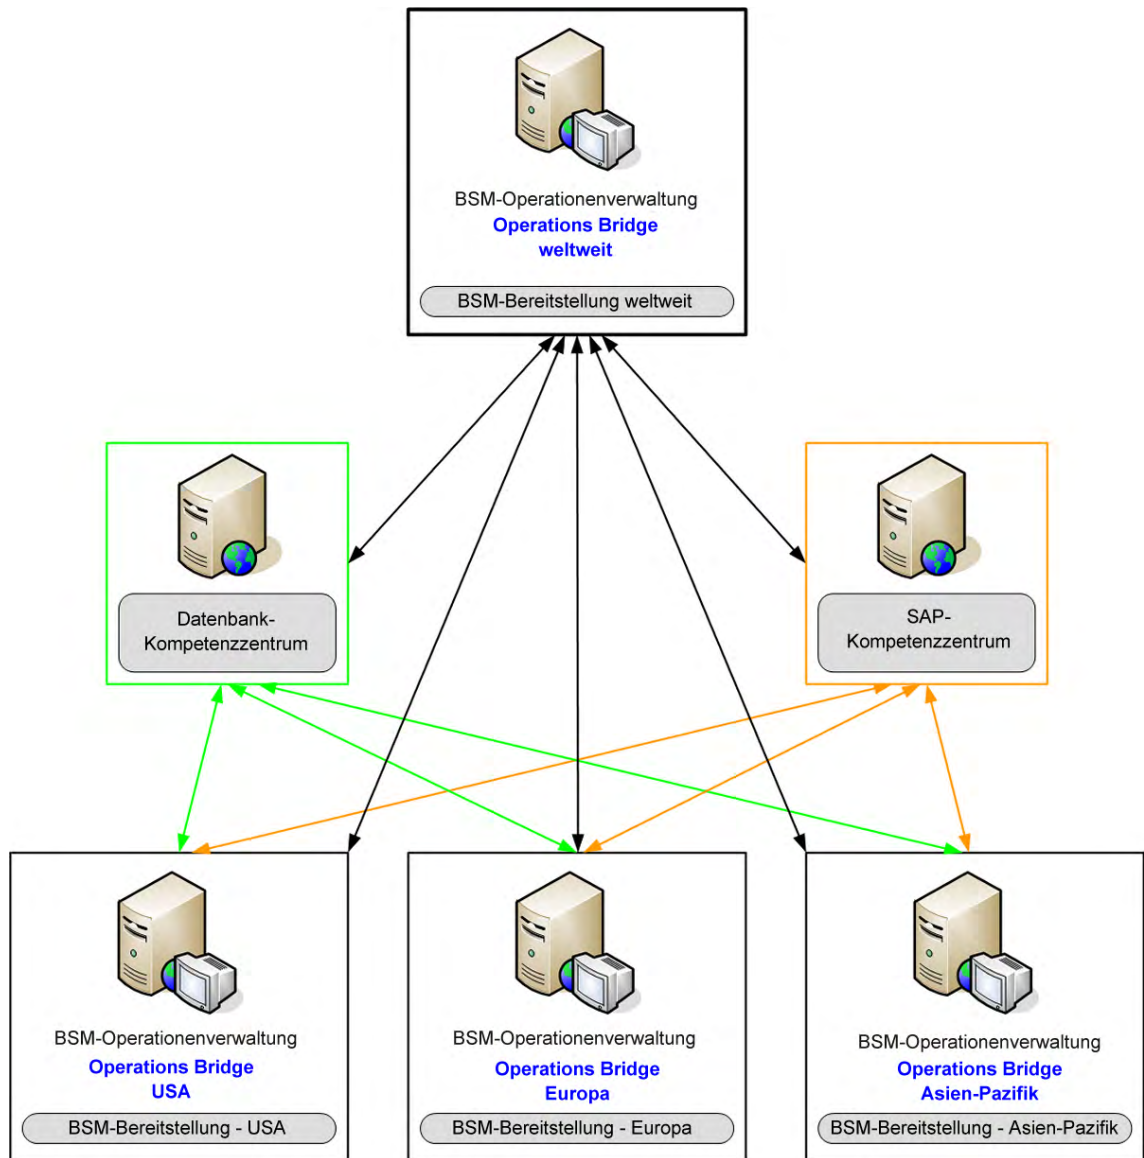 BSM-Operationenverwaltung
Operations Bridge
weltweit
BSM-Bereitstellung weltweit
Datenbank-
Kompetenzzentrum
SAP-
Kompetenzzentrum
BSM-Operationenverwaltung
Operations Bridge
USA
BSM-Bereitstellung - USA
BSM-Operationenverwaltung
Operations Bridge
Europa
BSM-Bereitstellung - Europa
BSM-Operationenverwaltung
Operations Bridge
Asien-Pazifik
BSM-Bereitstellung - Asien-Pazifik